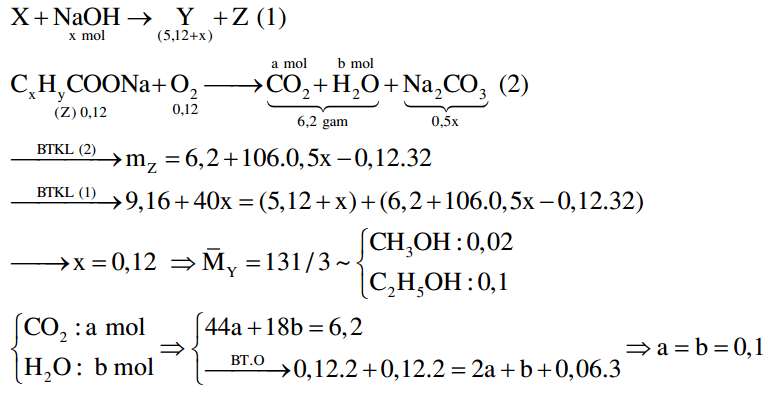 X + NaOH → Y + Z (1)
x mol (5,12+x)
a mol b mol
CxHyCOONa + O2 ⟶ CO2 + H2O + Na2CO3 (2)
(Z) 0,12 0,12 6,2 gam 0,5x
BTKL (2) → mZ = 6,2 + 106.0,5x − 0,12.32
BTKL (1) → 9,16 + 40x = (5,12 + x) + (6,2 + 106.0,5x − 0,12.32)
⟶ x = 0,12 ⇒ M̄Y = 131/3 ~ { CH3OH : 0,02
C2H5OH : 0,1
{ CO2 : a mol
H2O : b mol ⇒ { 44a + 18b = 6,2
BT.O → 0,12.2 + 0,12.2 = 2a + b + 0,06.3 ⇒ a = b = 0,1